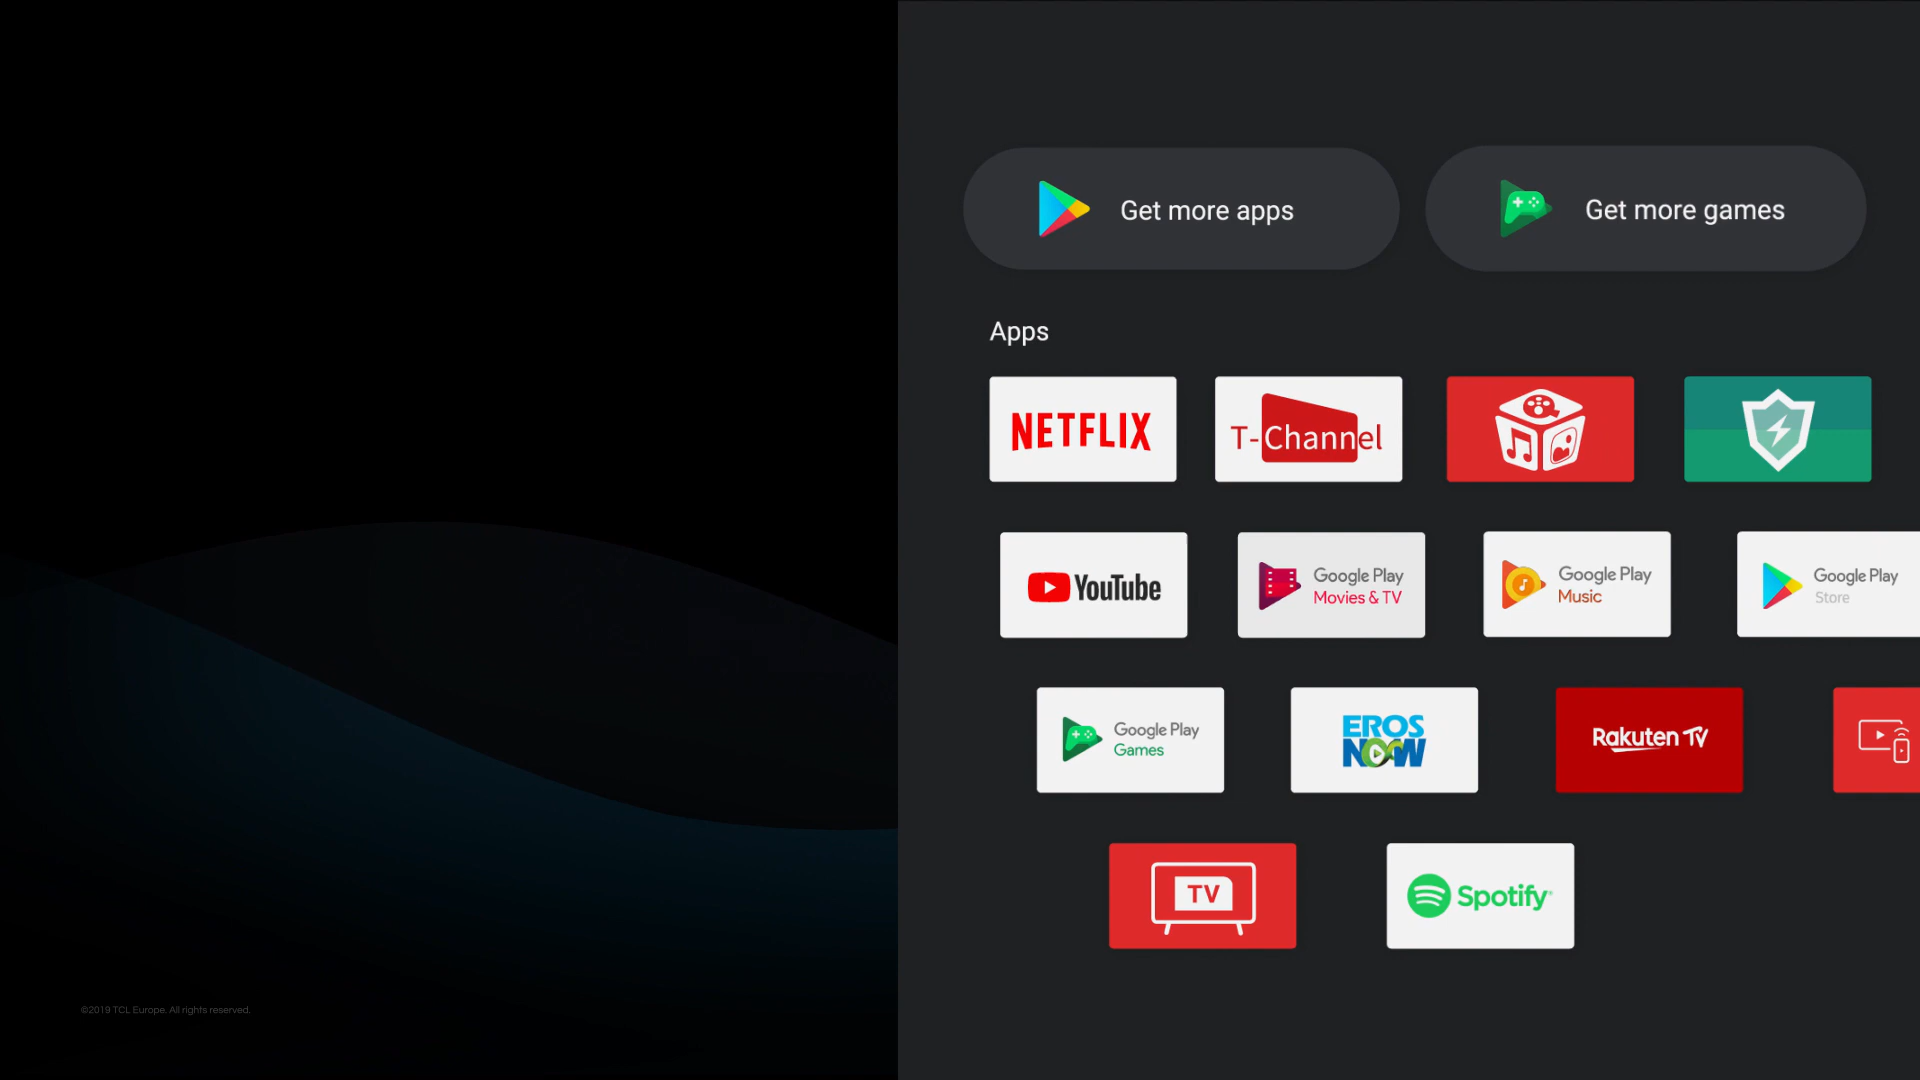 Get more apps
Get more games
Apps
NETFLIX
T-Channel
YouTube
Google Play
Movies & TV
Google Play
Music
Google Play
Store
Google Play
Games
EROS
NOW
Rakuten TV
TV
Spotify
©2019 TCL Europe. All rights reserved.